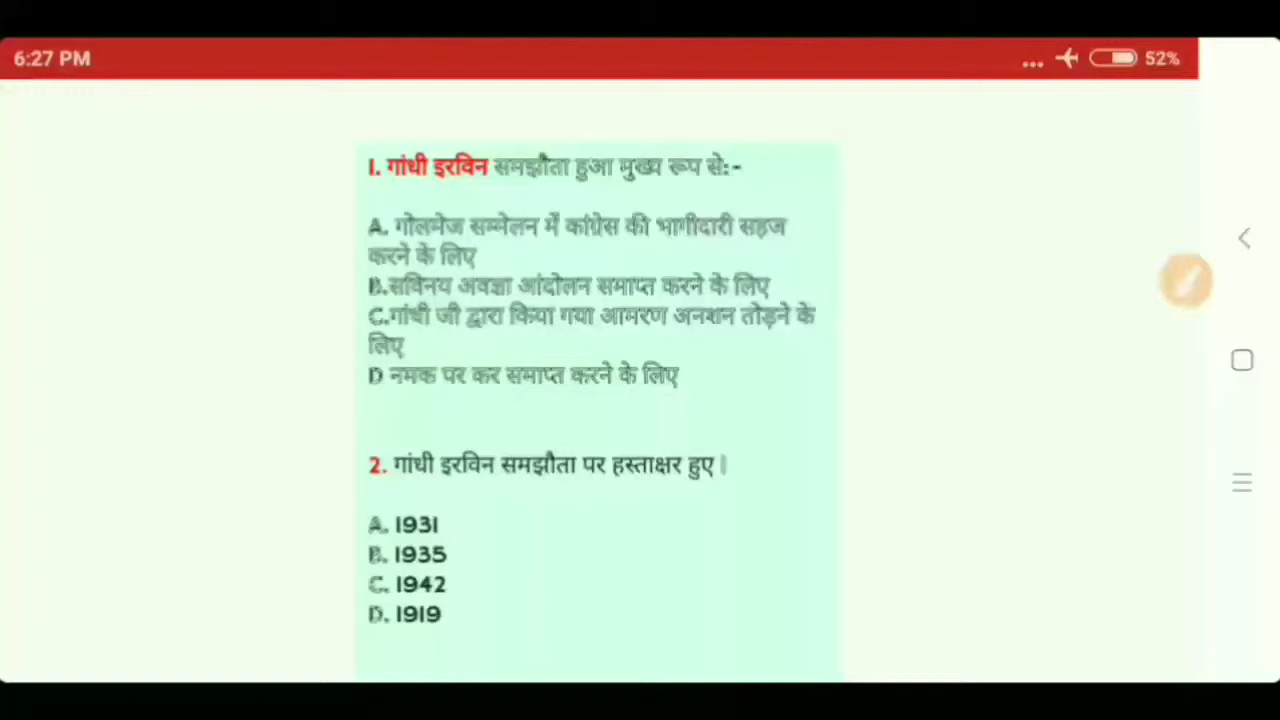 6:27 PM
52%
1. गांधी इरविन समझौता हुआ मुख्य रूप से:-
A. गोलमेज सम्मेलन में कांग्रेस की भागीदारी सहज
करने के लिए
B.सविनय अवज्ञा आंदोलन समाप्त करने के लिए
C.गांधी जी द्वारा किया गया आमरण अनशन तोड़ने के
लिए
D नमक पर कर समाप्त करने के लिए
2. गांधी इरविन समझौता पर हस्ताक्षर हुए |
A. 1931
B. 1935
C. 1942
D. 1919